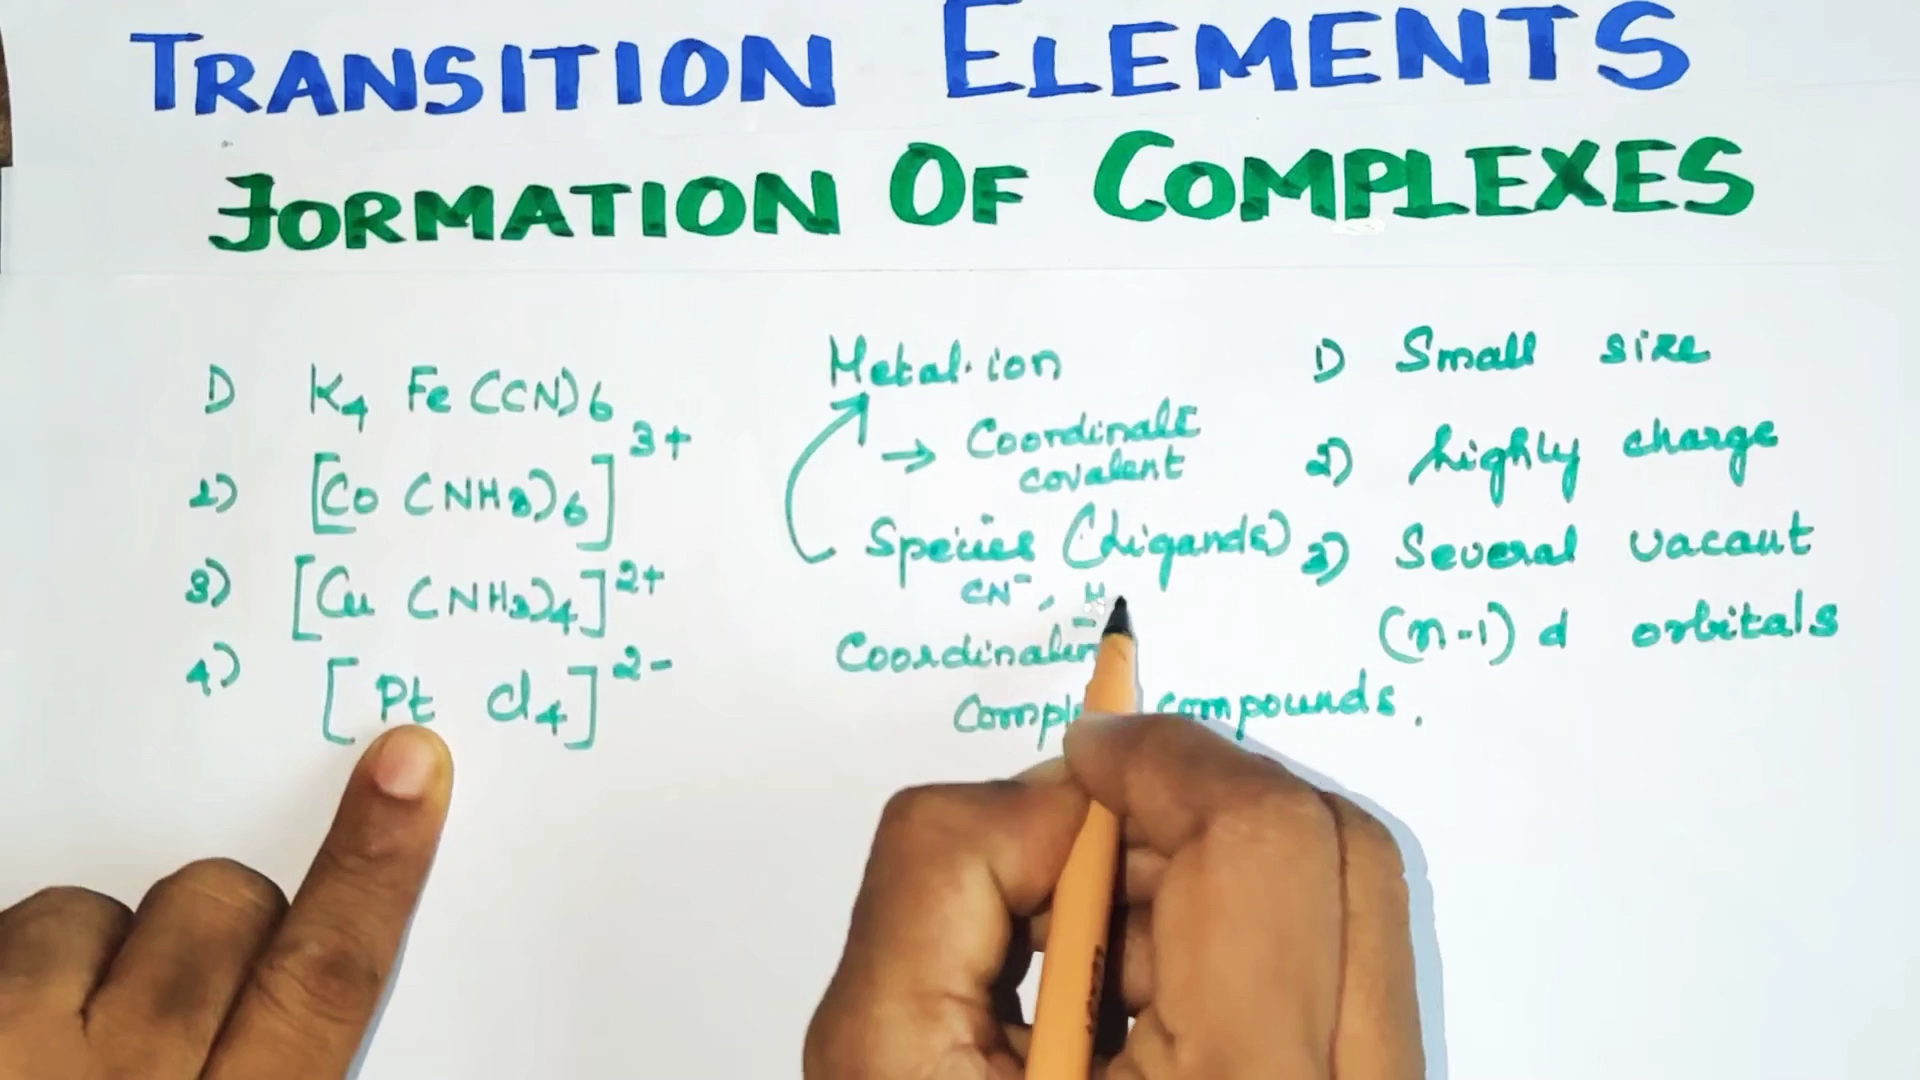 TRANSITION ELEMENTS
FORMATION OF COMPLEXES
1) K4 Fe (CN)6
2) [Co (NH3)6]3+
3) [Cu (NH3)4]2+
4) [Pt Cl4]2-
Metal-ion
→ Coordinate
covalent
Species (Ligands)
CN-, H
compounds.
1) Small size
2) highly charge
3) Several vacant
(n-1) d orbitals